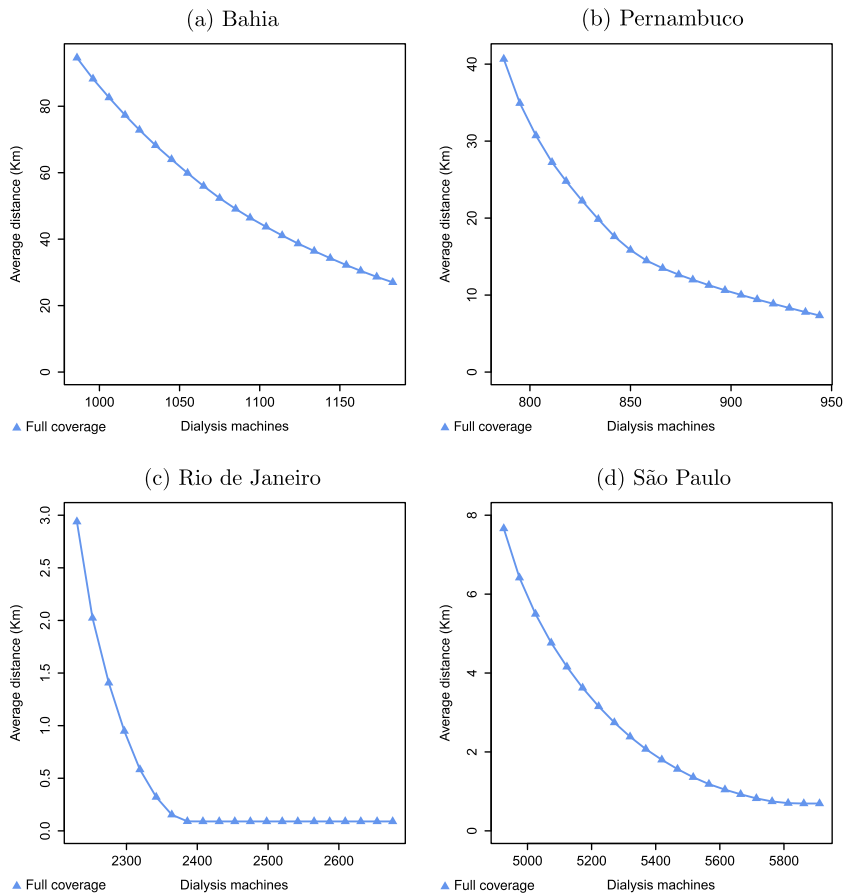 (a) Bahia
Average distance (Km)
80
60
40
20
0
1000 1050 1100 1150
Full coverage
Dialysis machines
(b) Pernambuco
Average distance (Km)
40
30
20
10
0
800 850 900 950
Full coverage
Dialysis machines
(c) Rio de Janeiro
Average distance (Km)
3.0
2.5
2.0
1.5
1.0
0.5
0.0
2300 2400 2500 2600
Full coverage
Dialysis machines
(d) São Paulo
Average distance (Km)
8
6
4
2
0
5000 5200 5400 5600 5800
Full coverage
Dialysis machines